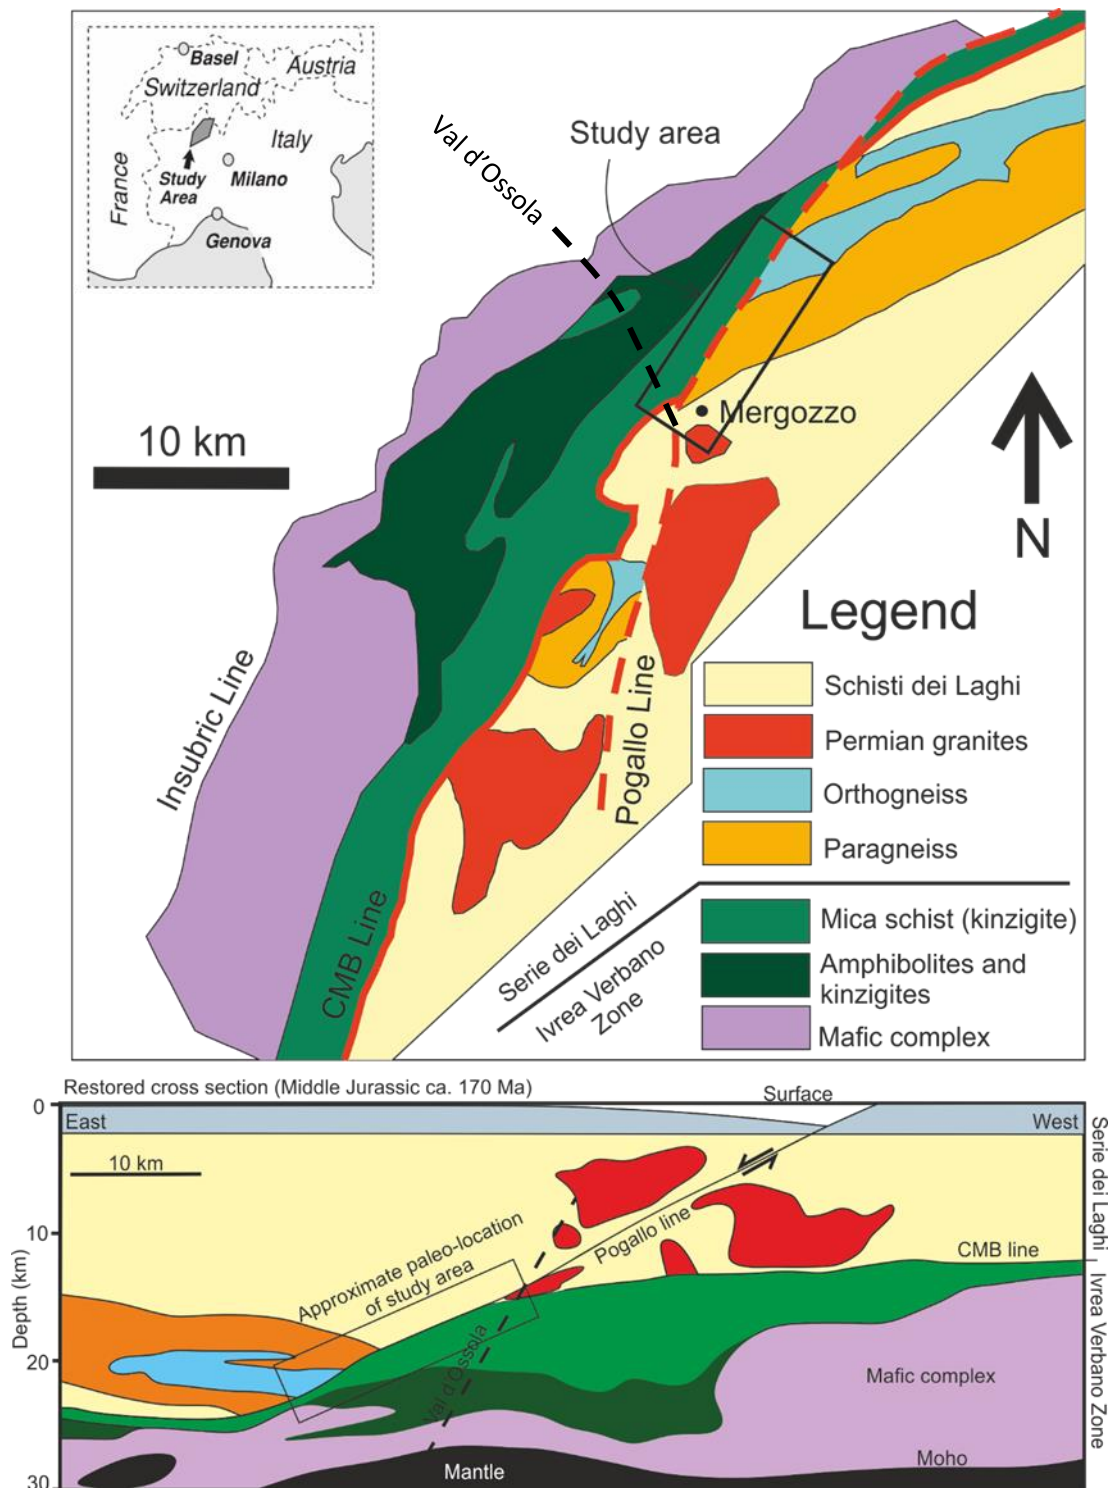 Basel
Switzerland
Austria
Italy
France
Study
Area
Milano
Genova
Val d'Ossola
Study area
10 km
Mergozzo
N
Insubric Line
Pogallo Line
CMB Line
Legend
Schisti dei Laghi
Permian granites
Orthogneiss
Paragneiss
Serie dei Laghi
Ivrea Verbano
Zone
Mica schist (kinzigite)
Amphibolites and
kinzigites
Mafic complex
Restored cross section (Middle Jurassic ca. 170 Ma)
Surface
0
East
West
10 km
Approximate paleo-location
of study area
Pogallo line
CMB line
Serie dei Laghi
Ivrea Verbano Zone
Depth (km)
10
20
30
Val d'Ossola
Mafic complex
Moho
Mantle